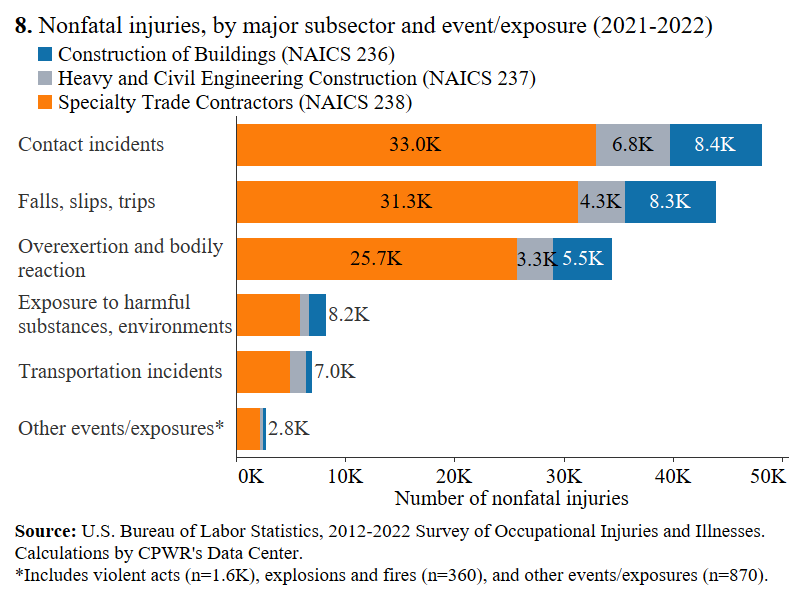 8. Nonfatal injuries, by major subsector and event/exposure (2021-2022)
Construction of Buildings (NAICS 236)
Heavy and Civil Engineering Construction (NAICS 237)
Specialty Trade Contractors (NAICS 238)
Contact incidents 33.0K 6.8K 8.4K
Falls, slips, trips 31.3K 4.3K 8.3K
Overexertion and bodily
reaction 25.7K 3.3K 5.5K
Exposure to harmful
substances, environments 8.2K
Transportation incidents 7.0K
Other events/exposures* 2.8K
0K 10K 20K 30K 40K 50K
Number of nonfatal injuries
Source: U.S. Bureau of Labor Statistics, 2012-2022 Survey of Occupational Injuries and Illnesses.
Calculations by CPWR's Data Center.
*Includes violent acts (n=1.6K), explosions and fires (n=360), and other events/exposures (n=870).